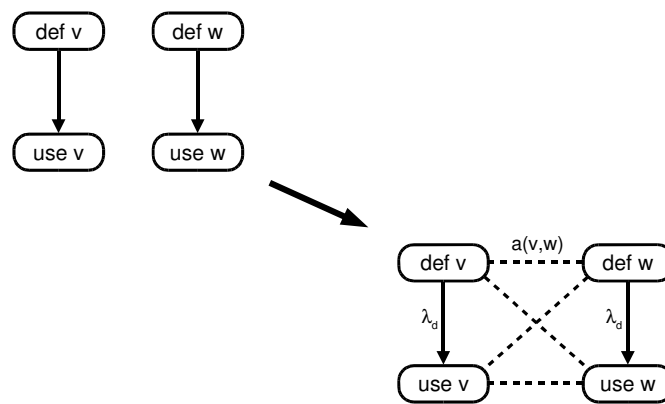 def v
def w
use v
use w
a(v,w)
def v
def w
λd
λd
use v
use w